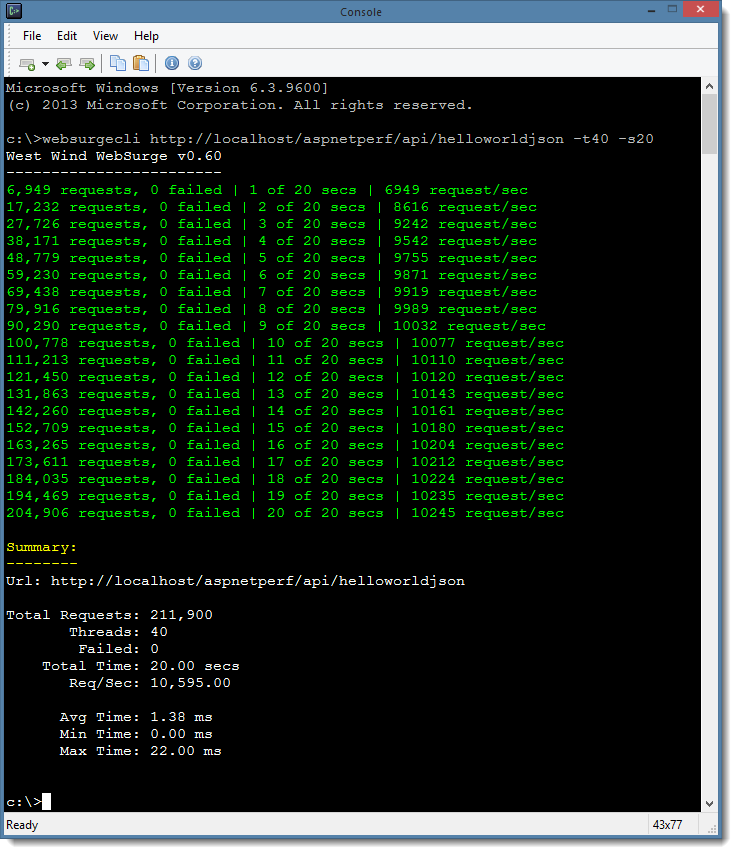 Console
File Edit View Help
Microsoft Windows [Version 6.3.9600]
(c) 2013 Microsoft Corporation. All rights reserved.
c:\>websurgecli http://localhost/aspnetperf/api/helloworldjson -t40 -s20
West Wind WebSurge v0.60
------------------------
6,949 requests, 0 failed | 1 of 20 secs | 6949 request/sec
17,232 requests, 0 failed | 2 of 20 secs | 8616 request/sec
27,726 requests, 0 failed | 3 of 20 secs | 9242 request/sec
38,171 requests, 0 failed | 4 of 20 secs | 9542 request/sec
48,779 requests, 0 failed | 5 of 20 secs | 9755 request/sec
59,230 requests, 0 failed | 6 of 20 secs | 9871 request/sec
69,438 requests, 0 failed | 7 of 20 secs | 9919 request/sec
79,916 requests, 0 failed | 8 of 20 secs | 9989 request/sec
90,290 requests, 0 failed | 9 of 20 secs | 10032 request/sec
100,778 requests, 0 failed | 10 of 20 secs | 10077 request/sec
111,213 requests, 0 failed | 11 of 20 secs | 10110 request/sec
121,450 requests, 0 failed | 12 of 20 secs | 10120 request/sec
131,863 requests, 0 failed | 13 of 20 secs | 10143 request/sec
142,260 requests, 0 failed | 14 of 20 secs | 10161 request/sec
152,709 requests, 0 failed | 15 of 20 secs | 10180 request/sec
163,265 requests, 0 failed | 16 of 20 secs | 10204 request/sec
173,611 requests, 0 failed | 17 of 20 secs | 10212 request/sec
184,035 requests, 0 failed | 18 of 20 secs | 10224 request/sec
194,469 requests, 0 failed | 19 of 20 secs | 10235 request/sec
204,906 requests, 0 failed | 20 of 20 secs | 10245 request/sec
Summary:
--------
Url: http://localhost/aspnetperf/api/helloworldjson
Total Requests: 211,900
Threads: 40
Failed: 0
Total Time: 20.00 secs
Req/Sec: 10,595.00
Avg Time: 1.38 ms
Min Time: 0.00 ms
Max Time: 22.00 ms
c:\>
Ready 43x77